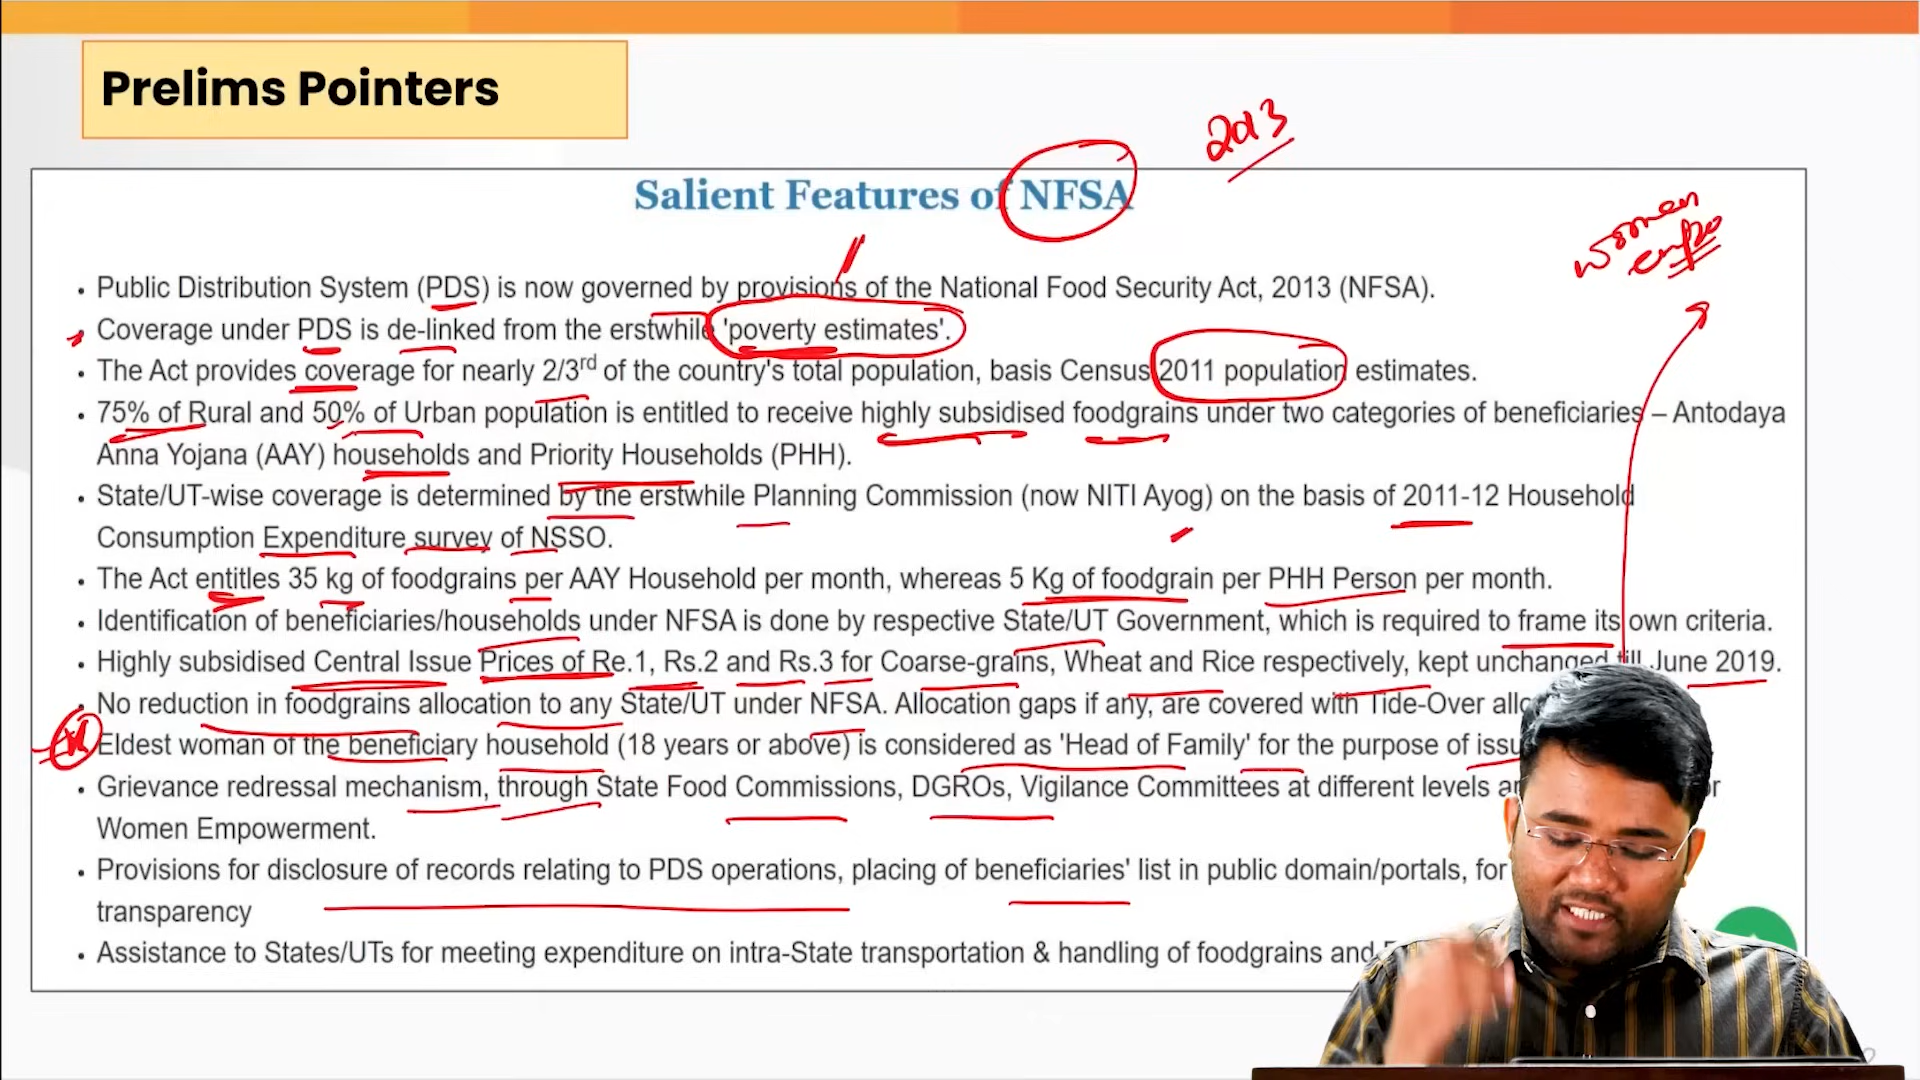 Prelims Pointers
2013
Salient Features of NFSA
women
empo
• Public Distribution System (PDS) is now governed by provisions of the National Food Security Act, 2013 (NFSA).
• Coverage under PDS is de-linked from the erstwhile 'poverty estimates'.
• The Act provides coverage for nearly 2/3rd of the country's total population, basis Census 2011 population estimates.
• 75% of Rural and 50% of Urban population is entitled to receive highly subsidised foodgrains under two categories of beneficiaries – Antodaya
Anna Yojana (AAY) households and Priority Households (PHH).
• State/UT-wise coverage is determined by the erstwhile Planning Commission (now NITI Ayog) on the basis of 2011-12 Household
Consumption Expenditure survey of NSSO.
• The Act entitles 35 kg of foodgrains per AAY Household per month, whereas 5 Kg of foodgrain per PHH Person per month.
• Identification of beneficiaries/households under NFSA is done by respective State/UT Government, which is required to frame its own criteria.
• Highly subsidised Central Issue Prices of Re.1, Rs.2 and Rs.3 for Coarse-grains, Wheat and Rice respectively, kept unchanged till June 2019.
• No reduction in foodgrains allocation to any State/UT under NFSA. Allocation gaps if any, are covered with Tide-Over
• Eldest woman of the beneficiary household (18 years or above) is considered as 'Head of Family' for the purpose of
• Grievance redressal mechanism, through State Food Commissions, DGROs, Vigilance Committees at different levels
Women Empowerment.
• Provisions for disclosure of records relating to PDS operations, placing of beneficiaries' list in public domain/portals, for
transparency
• Assistance to States/UTs for meeting expenditure on intra-State transportation & handling of foodgrains and